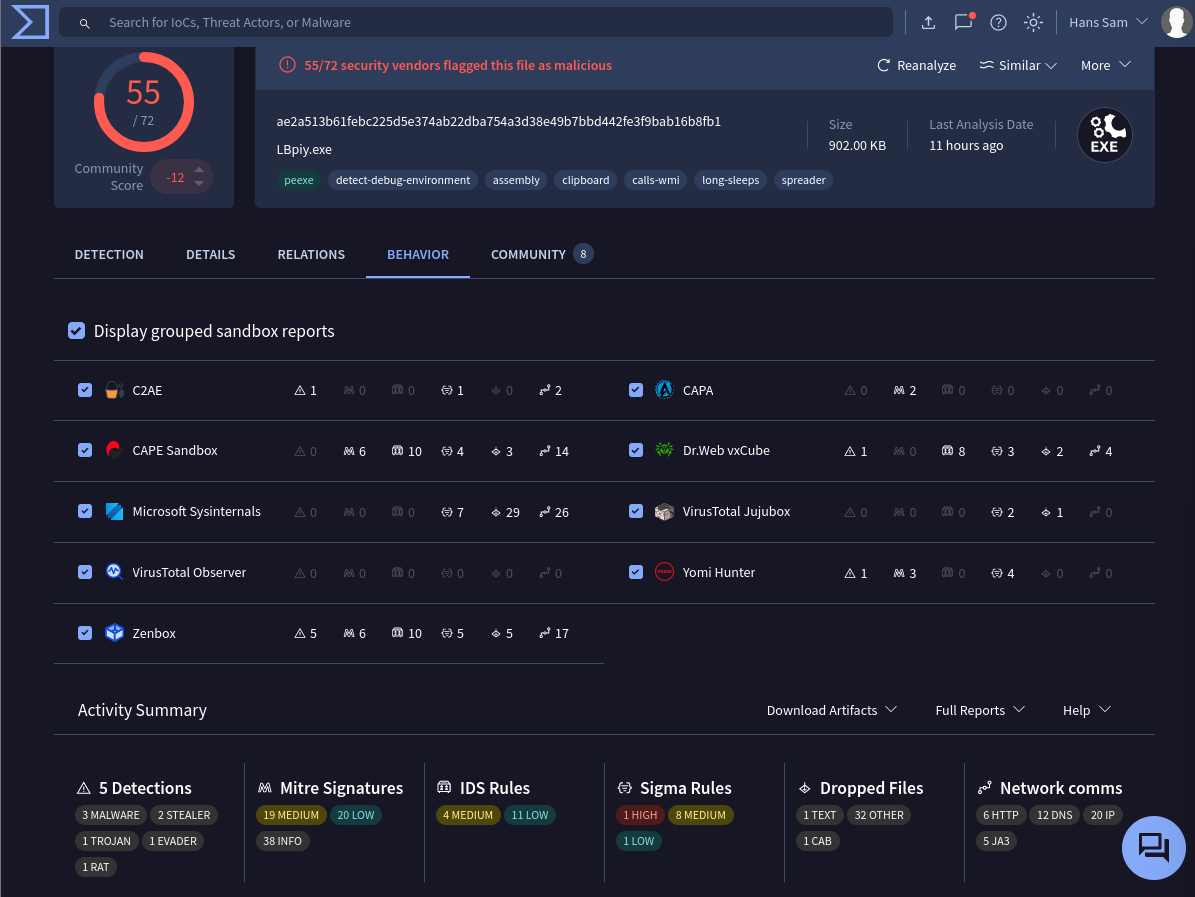 Search for IoCs, Threat Actors, or Malware
Hans Sam
55
/ 72
Community
Score
-12
55/72 security vendors flagged this file as malicious
Reanalyze
Similar
More
ae2a513b61febc225d5e374ab22dba754a3d38e49b7bbd442fe3f9bab16b8fb1
LBpiy.exe
Size
902.00 KB
Last Analysis Date
11 hours ago
EXE
peexe
detect-debug-environment
assembly
clipboard
calls-wmi
long-sleeps
spreader
DETECTION
DETAILS
RELATIONS
BEHAVIOR
COMMUNITY 8
Display grouped sandbox reports
C2AE 1 0 0 1 0 2
CAPA 0 2 0 0 0 0
CAPE Sandbox 0 6 10 4 3 14
Dr.Web vxCube 1 0 8 3 2 4
Microsoft Sysinternals 0 0 0 7 29 26
VirusTotal Jujubox 0 0 0 2 1 0
VirusTotal Observer 0 0 0 0 0 0
Yomi Hunter 1 3 0 4 0 0
Zenbox 5 6 10 5 5 17
Activity Summary
Download Artifacts
Full Reports
Help
5 Detections
3 MALWARE 2 STEALER
1 TROJAN 1 EVADER
1 RAT
Mitre Signatures
19 MEDIUM 20 LOW
38 INFO
IDS Rules
4 MEDIUM 11 LOW
Sigma Rules
1 HIGH 8 MEDIUM
1 LOW
Dropped Files
1 TEXT 32 OTHER
1 CAB
Network comms
6 HTTP 12 DNS 20 IP
5 JA3